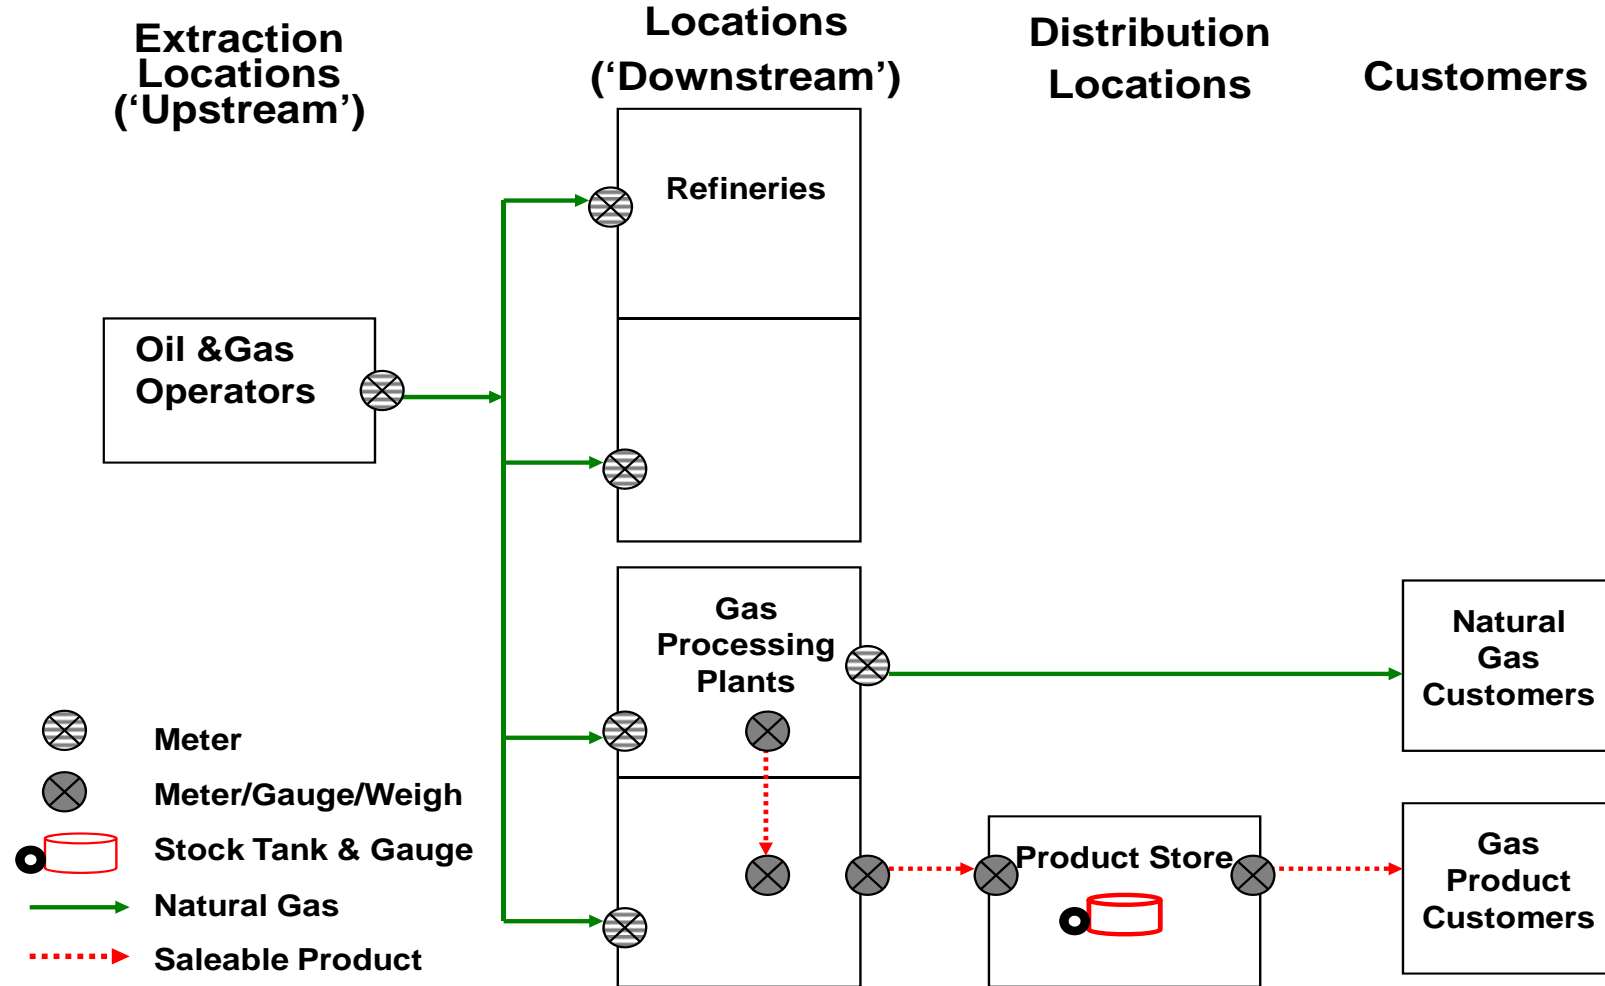 Extraction
Locations
(‘Upstream’)
Locations
(‘Downstream’)
Distribution
Locations
Customers
Refineries
Oil &Gas
Operators
Gas
Processing
Plants
Natural
Gas
Customers
Meter
Meter/Gauge/Weigh
Stock Tank & Gauge
Natural Gas
Saleable Product
Product Store
Gas
Product
Customers